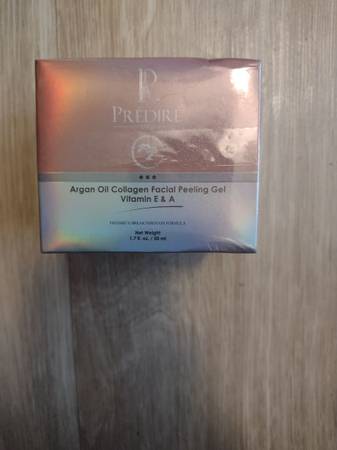 PREDIRE
Argan Oil Collagen Facial Peeling Gel
Vitamin E & A
Net Weight
1.7 fl. oz. / 50 ml